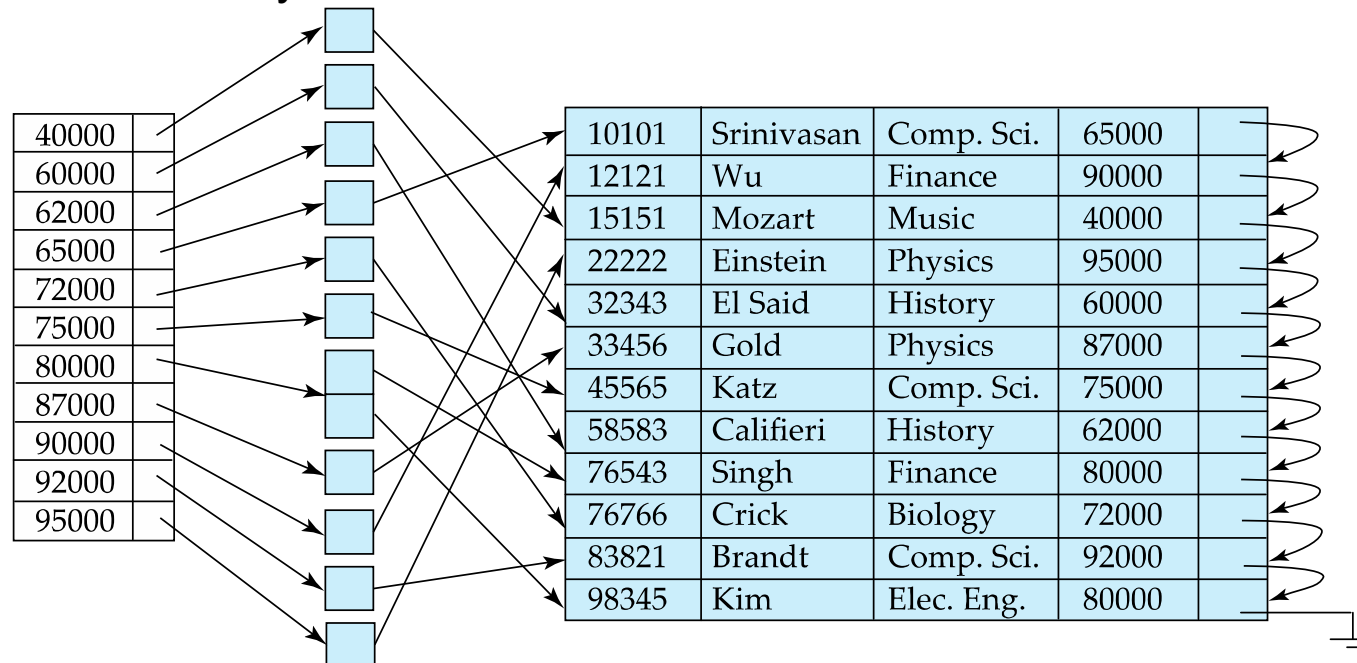 40000
60000
62000
65000
72000
75000
80000
87000
90000
92000
95000
10101 Srinivasan Comp. Sci. 65000
12121 Wu Finance 90000
15151 Mozart Music 40000
22222 Einstein Physics 95000
32343 El Said History 60000
33456 Gold Physics 87000
45565 Katz Comp. Sci. 75000
58583 Califieri History 62000
76543 Singh Finance 80000
76766 Crick Biology 72000
83821 Brandt Comp. Sci. 92000
98345 Kim Elec. Eng. 80000